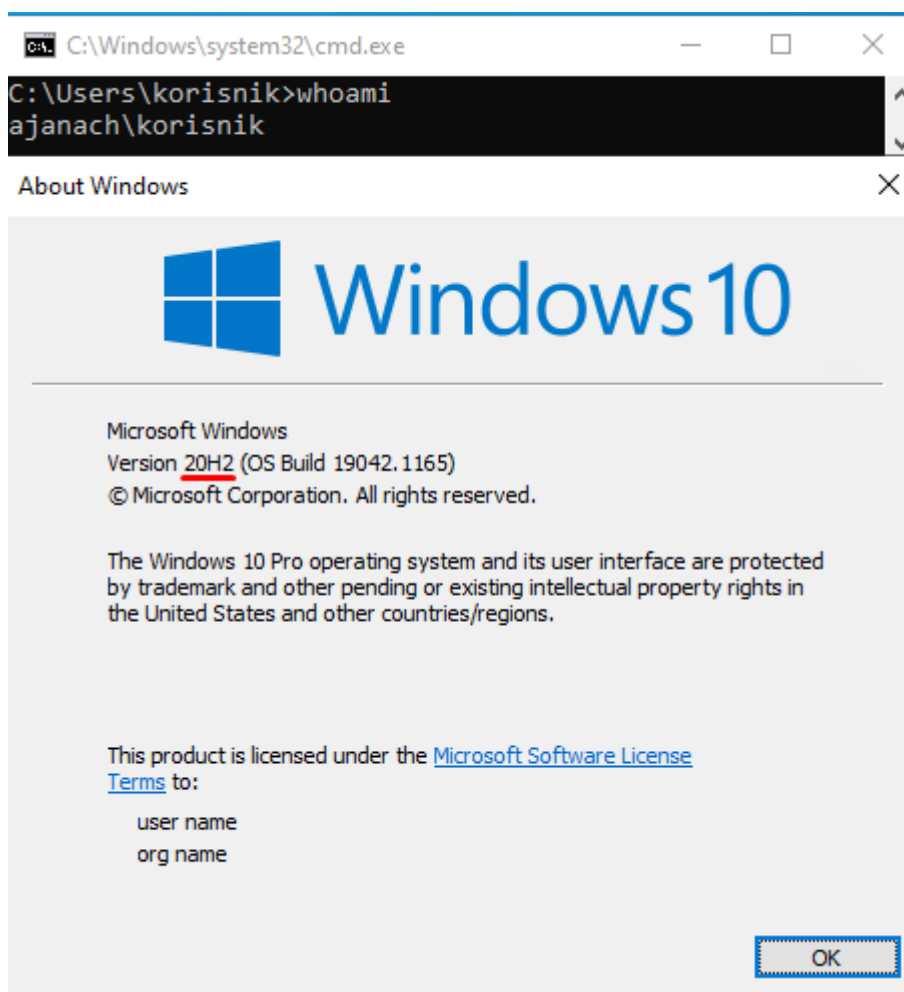 C:\Windows\system32\cmd.exe
C:\Users\korisnik>whoami
ajanach\korisnik
About Windows
Windows 10
Microsoft Windows
Version 20H2 (OS Build 19042.1165)
© Microsoft Corporation. All rights reserved.
The Windows 10 Pro operating system and its user interface are protected
by trademark and other pending or existing intellectual property rights in
the United States and other countries/regions.
This product is licensed under the Microsoft Software License
Terms to:
user name
org name
OK